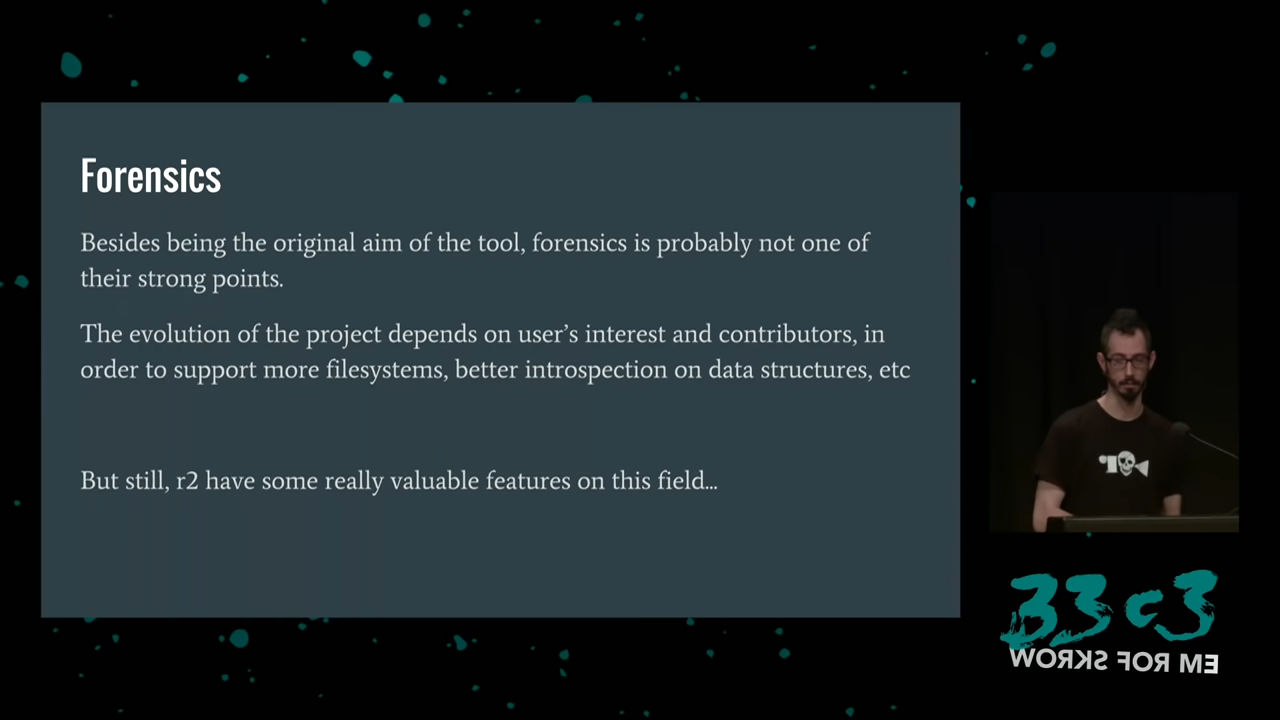 Forensics
Besides being the original aim of the tool, forensics is probably not one of
their strong points.
The evolution of the project depends on user’s interest and contributors, in
order to support more filesystems, better introspection on data structures, etc
But still, r2 have some really valuable features on this field...
33c3
WORKS FOR ME